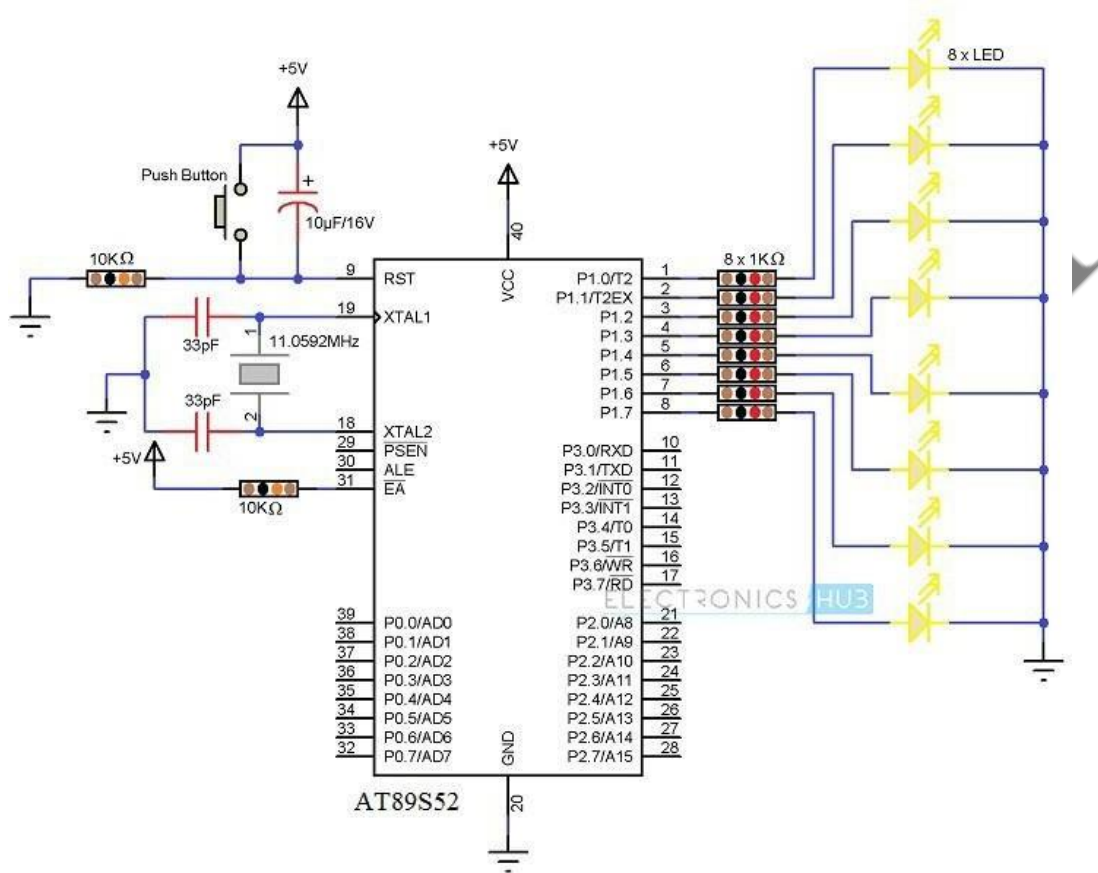 8 x LED
+5V
+5V
Push Button
+
10µF/16V
40
10KΩ
9
RST
VCC
P1.0/T2
1
8 x 1KΩ
P1.1/T2EX
2
19
XTAL1
P1.2
3
1
11.0592MHz
P1.3
4
33pF
P1.4
5
P1.5
6
33pF
P1.6
7
2
P1.7
8
18
XTAL2
29
PSEN
P3.0/RXD
10
+5V
30
ALE
P3.1/TXD
11
31
EA
P3.2/INT0
12
10KΩ
P3.3/INT1
13
P3.4/T0
14
P3.5/T1
15
P3.6/WR
16
P3.7/RD
17
ELECTRONICS HUB
39
P0.0/AD0
P2.0/A8
21
38
P0.1/AD1
P2.1/A9
22
37
P0.2/AD2
P2.2/A10
23
36
P0.3/AD3
P2.3/A11
24
35
P0.4/AD4
P2.4/A12
25
34
P0.5/AD5
P2.5/A13
26
33
P0.6/AD6
P2.6/A14
27
32
P0.7/AD7
P2.7/A15
28
GND
AT89S52
20